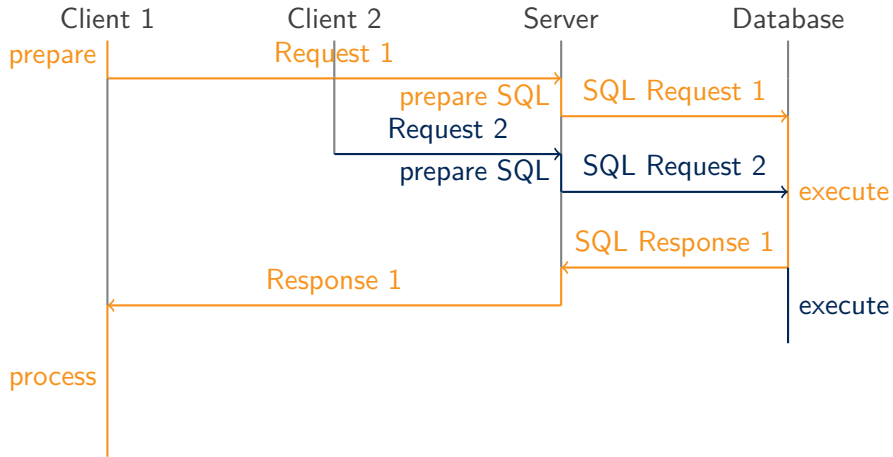 Client 1
Client 2
Server
Database
prepare
Request 1
prepare SQL
SQL Request 1
Request 2
prepare SQL
SQL Request 2
execute
SQL Response 1
Response 1
execute
process